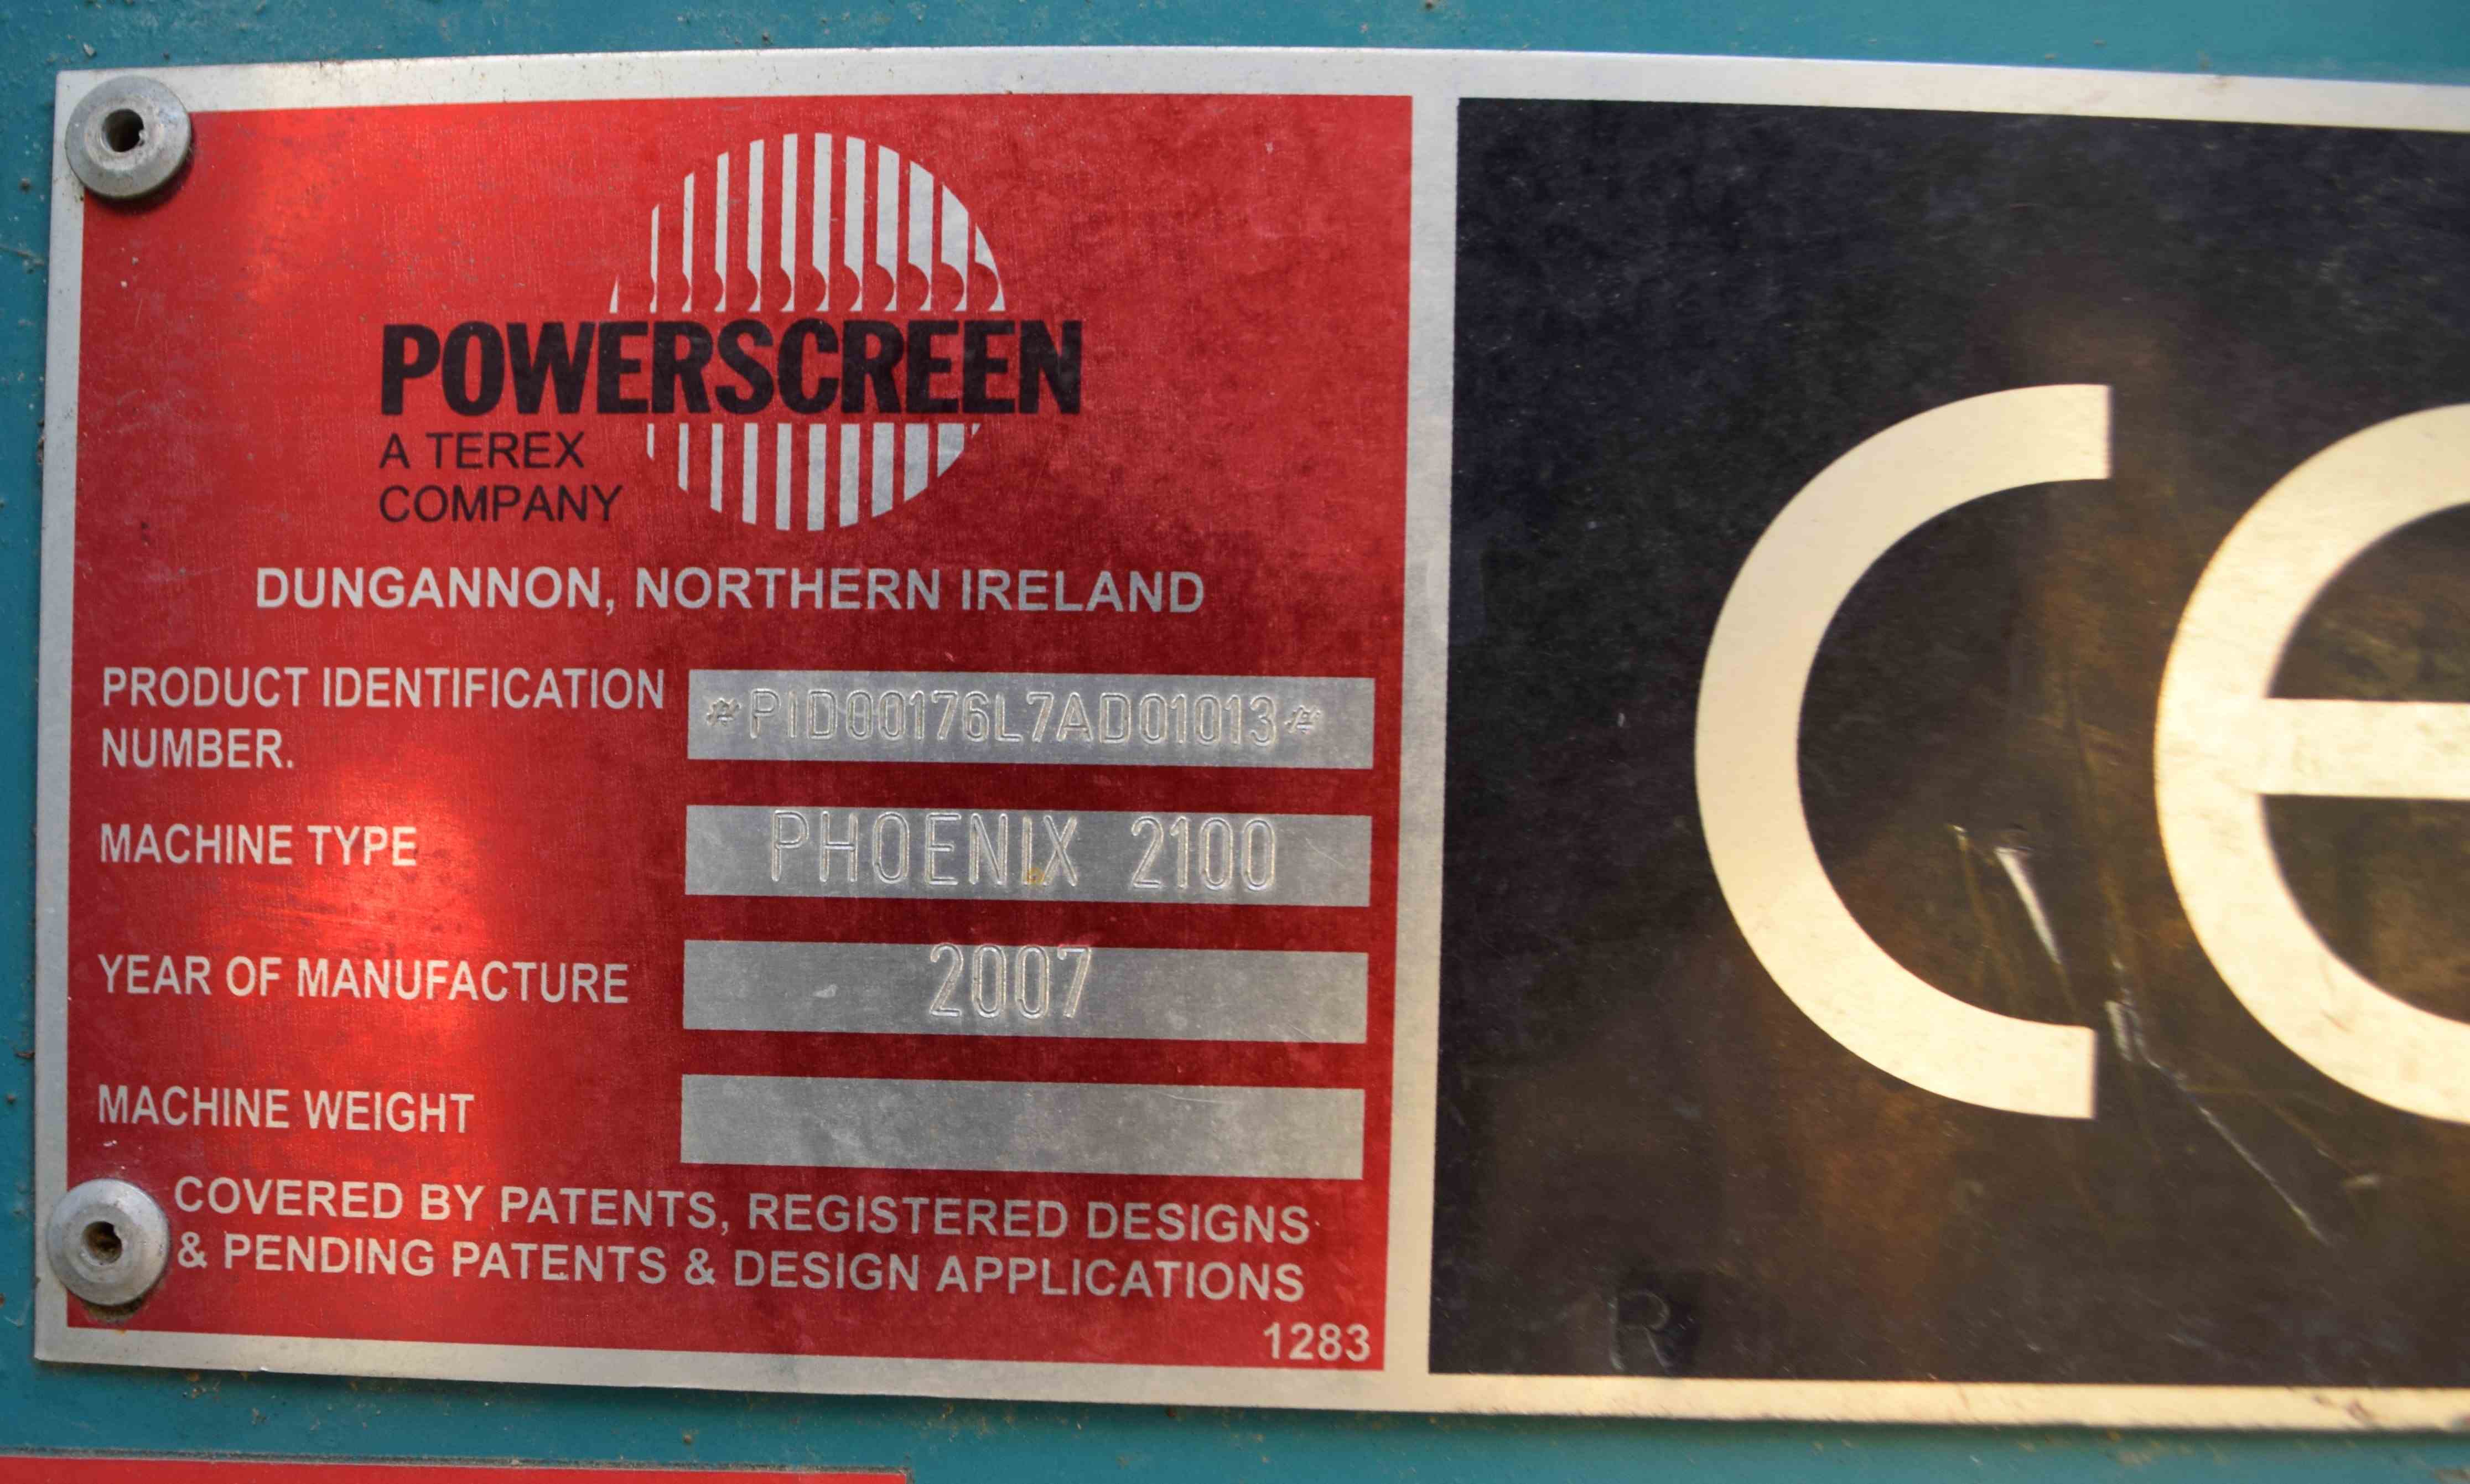 POWERSCREEN
A TEREX
COMPANY
DUNGANNON, NORTHERN IRELAND
PRODUCT IDENTIFICATION
NUMBER.
*PID00176L7AD01013*
MACHINE TYPE
PHOENIX 2100
YEAR OF MANUFACTURE
2007
MACHINE WEIGHT
COVERED BY PATENTS, REGISTERED DESIGNS
& PENDING PATENTS & DESIGN APPLICATIONS
1283
CE
R